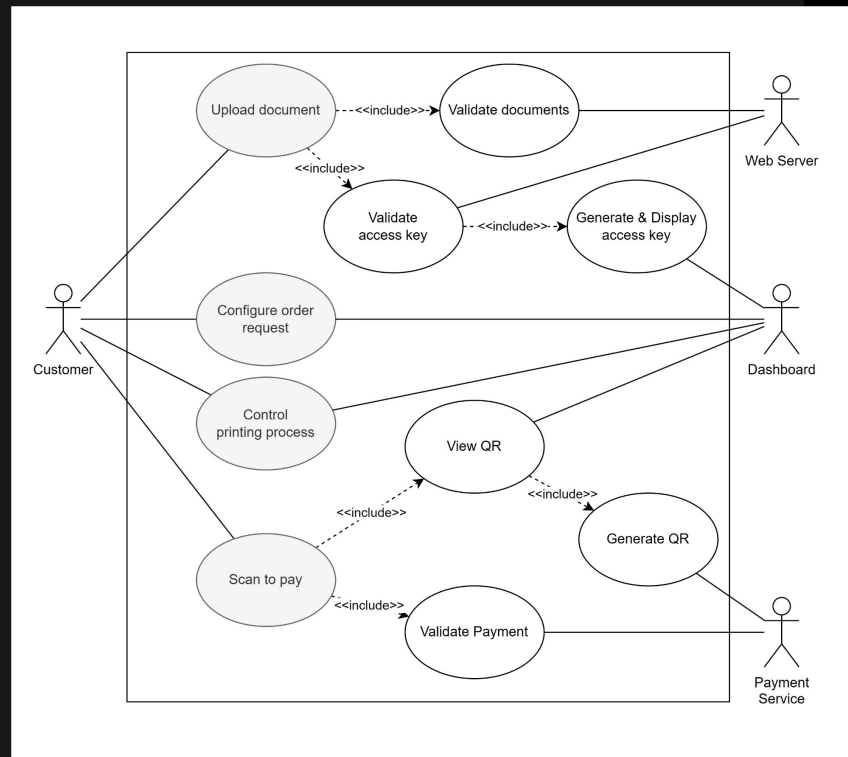 Upload document
<<include>>
Validate documents
Web Server
<<include>>
Validate
access key
<<include>>
Generate & Display
access key
Configure order
request
Customer
Dashboard
Control
printing process
View QR
<<include>>
<<include>>
Generate QR
Scan to pay
<<include>>
Validate Payment
Payment
Service